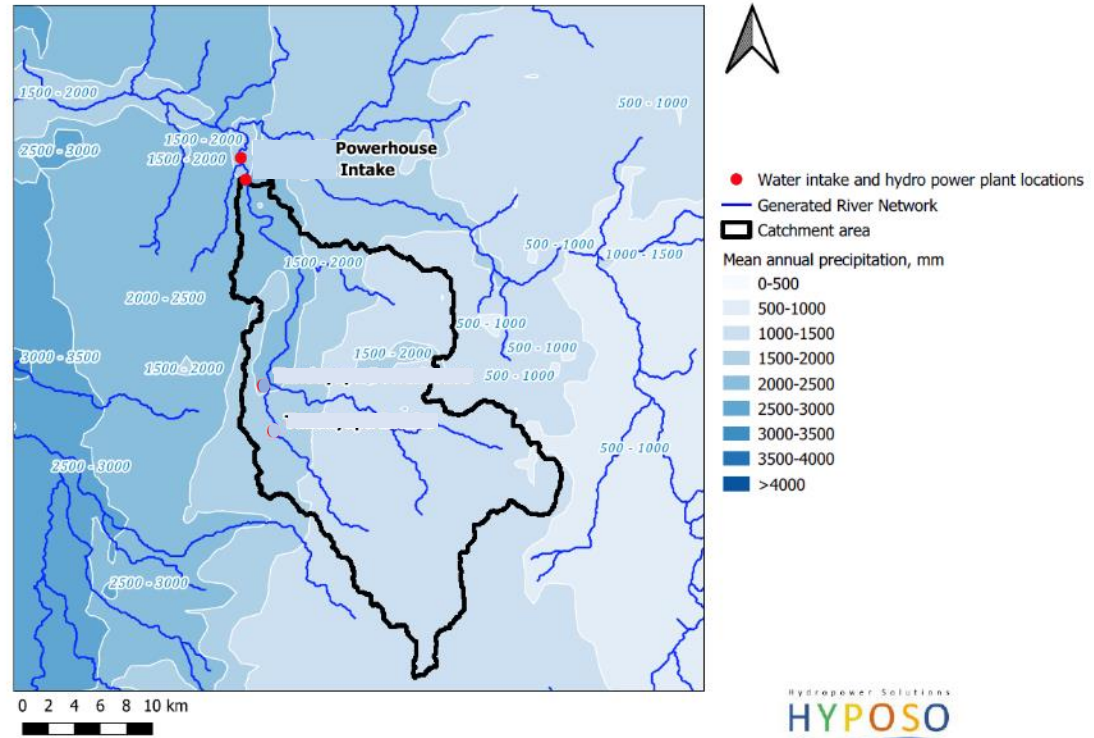 1500 - 2000
500 - 1000
1500 - 2000
2500 - 3000
1500 - 2000
Powerhouse
Intake
500 - 1000
1000 - 1500
1500 - 2000
2000 - 2500
500 - 1000
3000 - 3500
1500 - 2000
1500 - 2000
500 - 1000
500 - 1000
500 - 1000
2500 - 3000
2500 - 3000
0 2 4 6 8 10 km
Water intake and hydro power plant locations
Generated River Network
Catchment area
Mean annual precipitation, mm
0-500
500-1000
1000-1500
1500-2000
2000-2500
2500-3000
3000-3500
3500-4000
>4000
Hydropower Solutions
HYPOSO